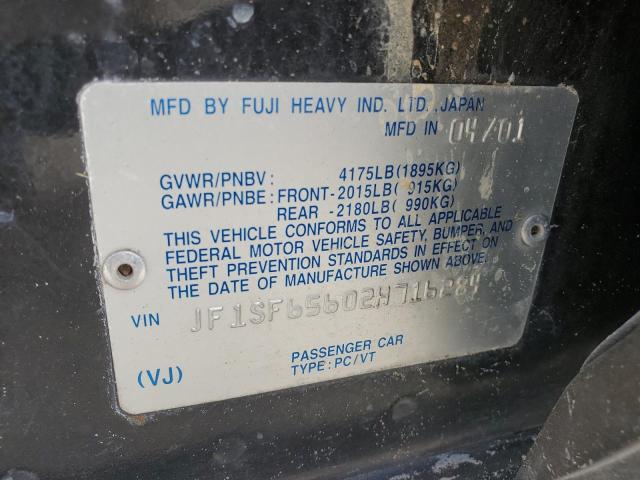 MFD BY FUJI HEAVY IND. LTD. JAPAN
MFD IN 04/01
GVWR/PNBV: 4175LB(1895KG)
GAWR/PNBE: FRONT-2015LB( 915KG)
REAR -2180LB( 990KG)
THIS VEHICLE CONFORMS TO ALL APPLICABLE
FEDERAL MOTOR VEHICLE SAFETY, BUMPER, AND
THEFT PREVENTION STANDARDS IN EFFECT ON
THE DATE OF MANUFACTURE SHOWN ABOVE.
VIN JF1SF65602H716284
PASSENGER CAR
(VJ) TYPE:PC/VT